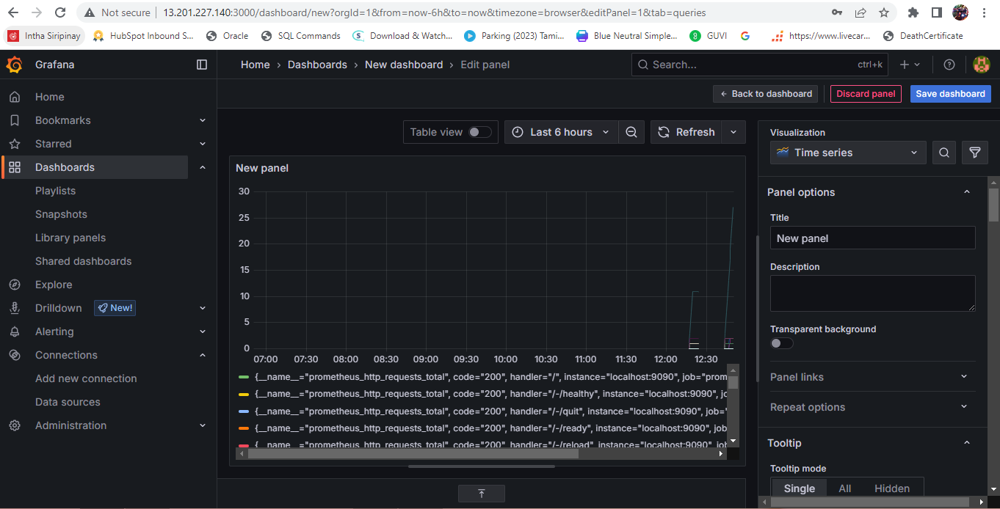 Not secure 13.201.227.140:3000/dashboard/new?orgId=1&from=now-6h&to=now&timezone=browser&editPanel=1&tab=queries
Intha Siripinay HubSpot Inbound S... Oracle SQL Commands Download & Watch... Parking (2023) Tami... Blue Neutral Simple... GUVI https://www.livecar... DeathCertificate
Grafana
Home › Dashboards › New dashboard › Edit panel
Search... ctrl+k
Back to dashboard Discard panel Save dashboard
Home
Bookmarks
Starred
Dashboards
Playlists
Snapshots
Library panels
Shared dashboards
Explore
Drilldown New!
Alerting
Connections
Add new connection
Data sources
Administration
Table view Last 6 hours Refresh
New panel
30
25
20
15
10
5
0
07:00 07:30 08:00 08:30 09:00 09:30 10:00 10:30 11:00 11:30 12:00 12:30
{__name__="prometheus_http_requests_total", code="200", handler="/", instance="localhost:9090", job="prom
{__name__="prometheus_http_requests_total", code="200", handler="/-/healthy", instance="localhost:9090", jo
{__name__="prometheus_http_requests_total", code="200", handler="/-/quit", instance="localhost:9090", job="
{__name__="prometheus_http_requests_total", code="200", handler="/-/ready", instance="localhost:9090", job
{__name__="prometheus_http_requests_total", code="200", handler="/-/reload", instance="localhost:9090", job
Visualization
Time series
Panel options
Title
New panel
Description
Transparent background
Panel links
Repeat options
Tooltip
Tooltip mode
Single All Hidden